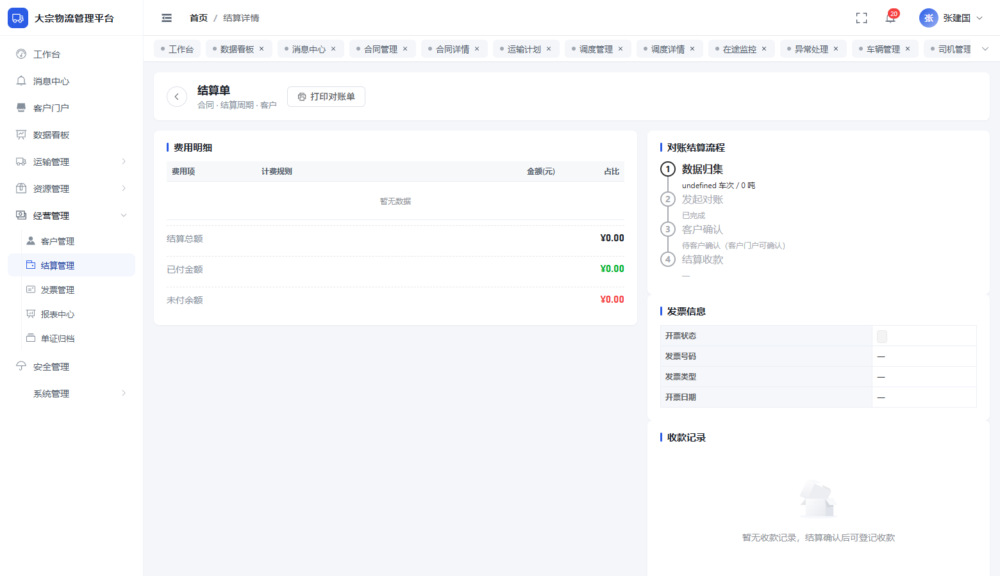 大宗物流管理平台
首页 / 结算详情
20
张 张建国
工作台
数据看板 ×
消息中心 ×
合同管理 ×
合同详情 ×
运输计划 ×
调度管理 ×
调度详情 ×
在途监控 ×
异常处理 ×
车辆管理 ×
司机管理
工作台
消息中心
客户门户
数据看板
运输管理
资源管理
经营管理
客户管理
结算管理
发票管理
报表中心
单证归档
安全管理
系统管理
结算单
合同 · 结算周期 · 客户
打印对账单
费用明细
费用项 计费规则 金额(元) 占比
暂无数据
结算总额 ¥0.00
已付金额 ¥0.00
未付余额 ¥0.00
对账结算流程
1 数据归集
undefined 车次 / 0 吨
2 发起对账
已完成
3 客户确认
待客户确认（客户门户可确认）
4 结算收款
—
发票信息
开票状态
发票号码 —
发票类型 —
开票日期 —
收款记录
暂无收款记录，结算确认后可登记收款